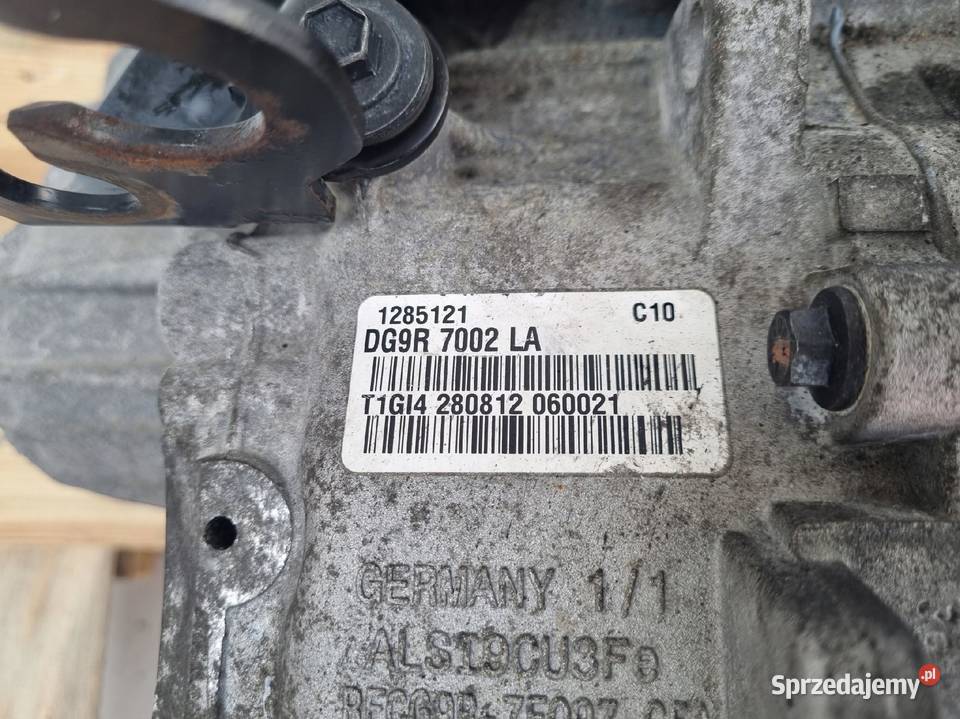 1285121 C10
DG9R 7002 LA
T1GI4 280812 060021
GERMANY 1/1
ALSI9CU3Fe
Sprzedajemy.pl